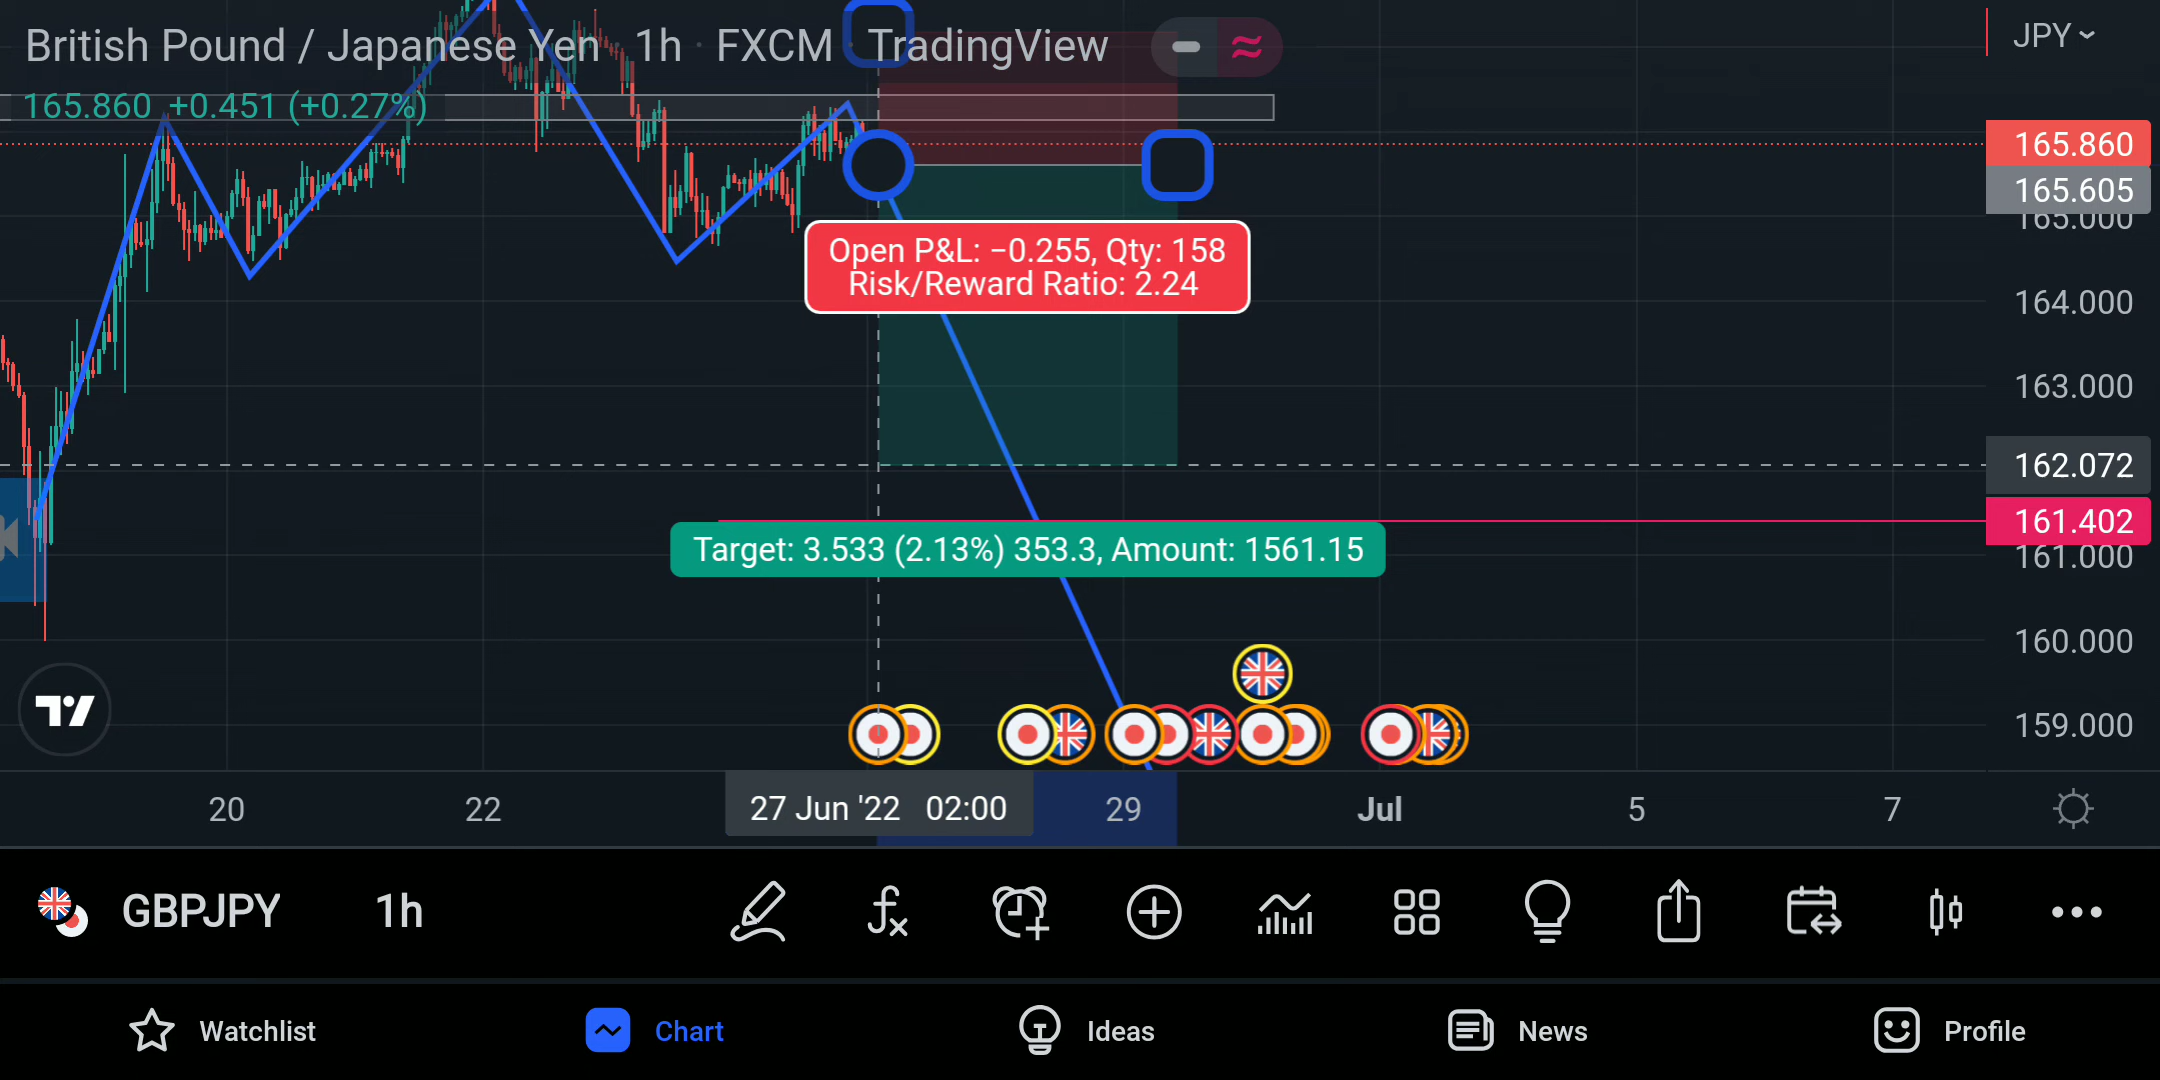 British Pound / Japanese Yen · 1h · FXCM · TradingView
JPY
165.860 +0.451 (+0.27%)
165.860
165.605
165.000
Open P&L: −0.255, Qty: 158
Risk/Reward Ratio: 2.24
164.000
163.000
162.072
161.402
Target: 3.533 (2.13%) 353.3, Amount: 1561.15
161.000
160.000
159.000
20
22
27 Jun '22 02:00
29
Jul
5
7
GBPJPY
1h
Watchlist
Chart
Ideas
News
Profile